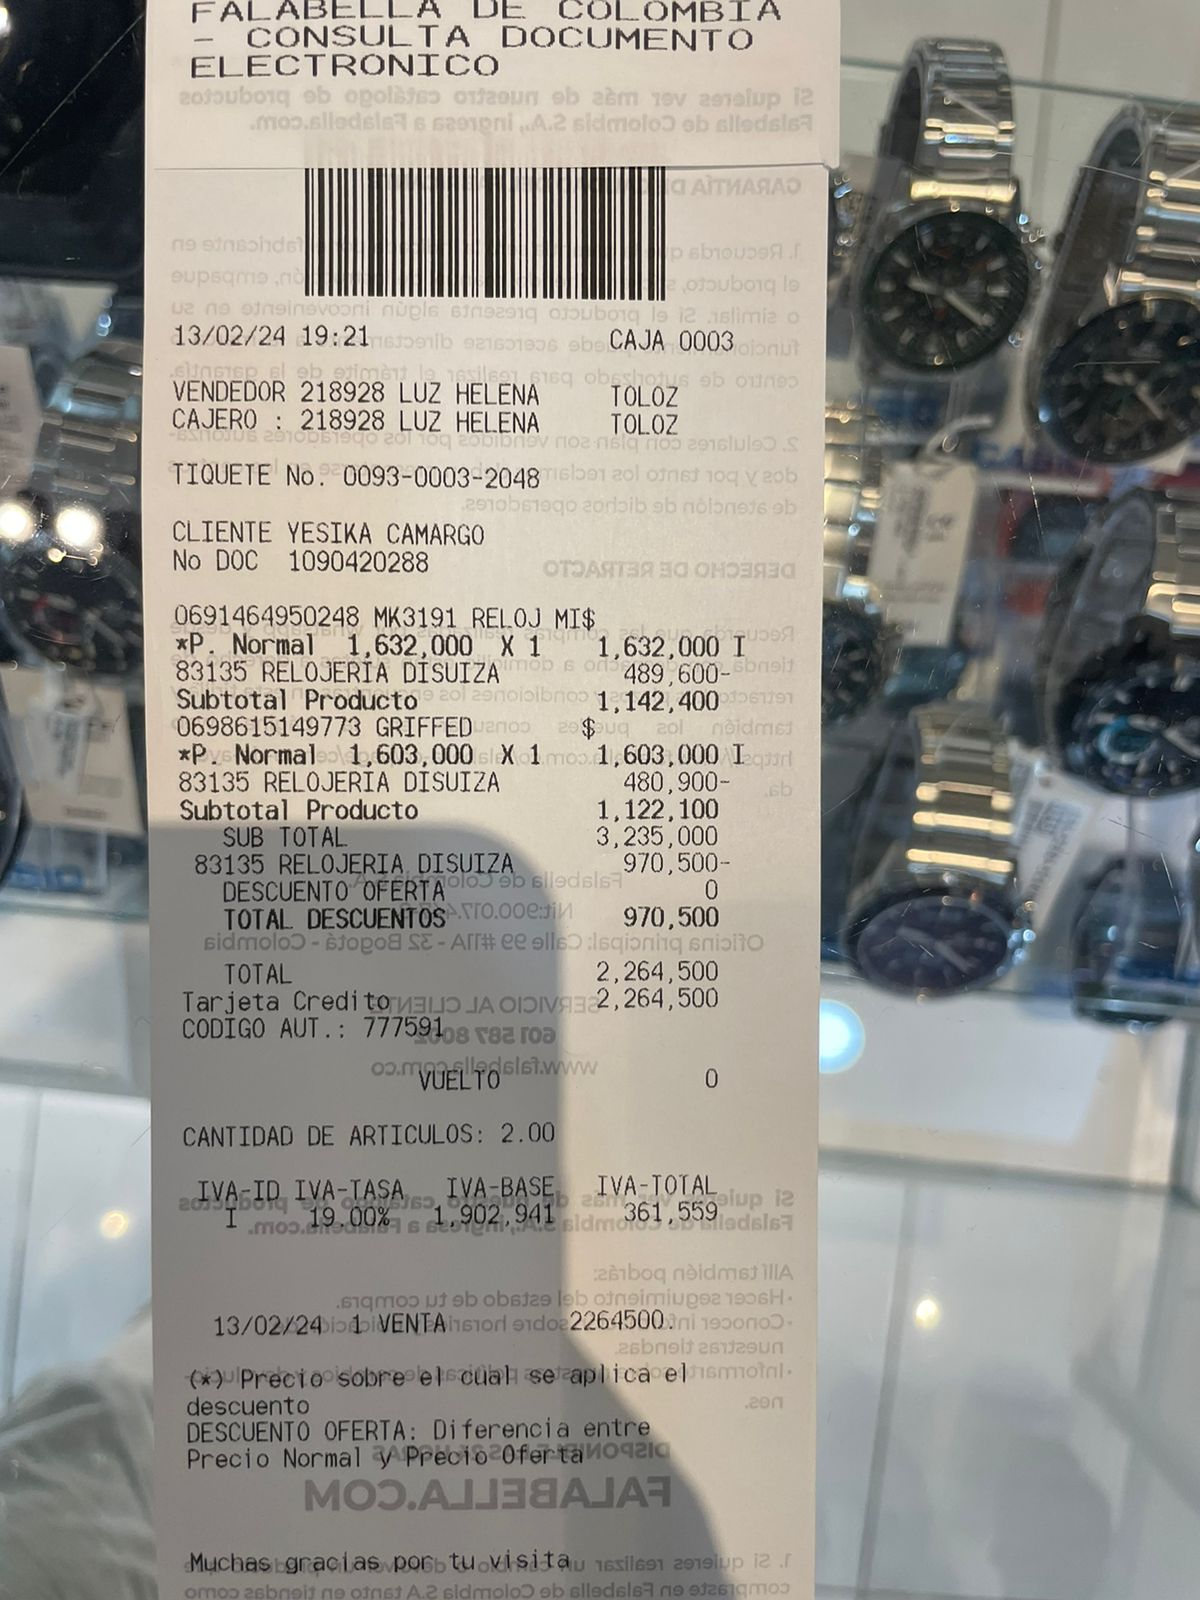 FALABELLA DE COLOMBIA
- CONSULTA DOCUMENTO
ELECTRONICO
13/02/24 19:21 CAJA 0003
VENDEDOR 218928 LUZ HELENA TOLOZ
CAJERO : 218928 LUZ HELENA TOLOZ
TIQUETE No. 0093-0003-2048
CLIENTE YESIKA CAMARGO
No DOC 1090420288
0691464950248 MK3191 RELOJ MI$
*P. Normal 1,632,000 X 1 1,632,000 I
83135 RELOJERIA DISUIZA 489,600-
Subtotal Producto 1,142,400
0698615149773 GRIFFED $
*P. Normal 1,603,000 X 1 1,603,000 I
83135 RELOJERIA DISUIZA 480,900-
Subtotal Producto 1,122,100
SUB TOTAL 3,235,000
83135 RELOJERIA DISUIZA 970,500-
DESCUENTO OFERTA 0
TOTAL DESCUENTOS 970,500
TOTAL 2,264,500
Tarjeta Credito 2,264,500
CODIGO AUT.: 777591
VUELTO 0
CANTIDAD DE ARTICULOS: 2.00
IVA-ID IVA-TASA IVA-BASE IVA-TOTAL
I 19.00% 1,902,941 361,559
13/02/24 1 VENTA 2264500.
(*) Precio sobre el cual se aplica el
descuento
DESCUENTO OFERTA: Diferencia entre
Precio Normal y Precio Oferta
Muchas gracias por tu visita